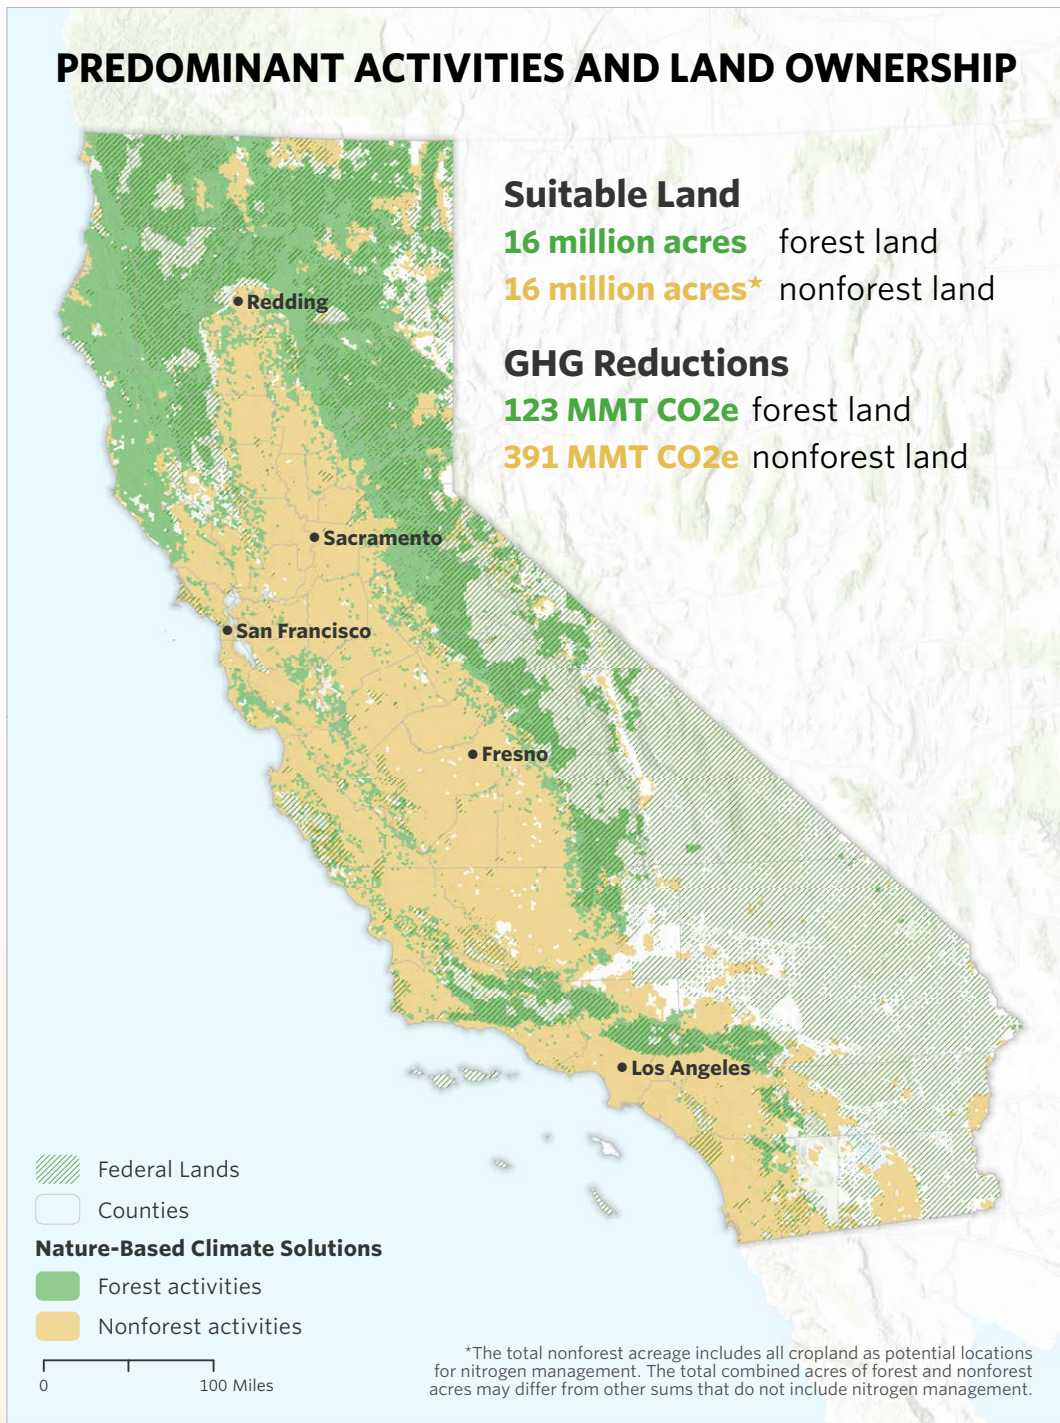 PREDOMINANT ACTIVITIES AND LAND OWNERSHIP
Suitable Land
16 million acres forest land
16 million acres* nonforest land
GHG Reductions
123 MMT CO2e forest land
391 MMT CO2e nonforest land
Redding
Sacramento
San Francisco
Fresno
Los Angeles
Federal Lands
Counties
Nature-Based Climate Solutions
Forest activities
Nonforest activities
0 100 Miles
*The total nonforest acreage includes all cropland as potential locations
for nitrogen management. The total combined acres of forest and nonforest
acres may differ from other sums that do not include nitrogen management.